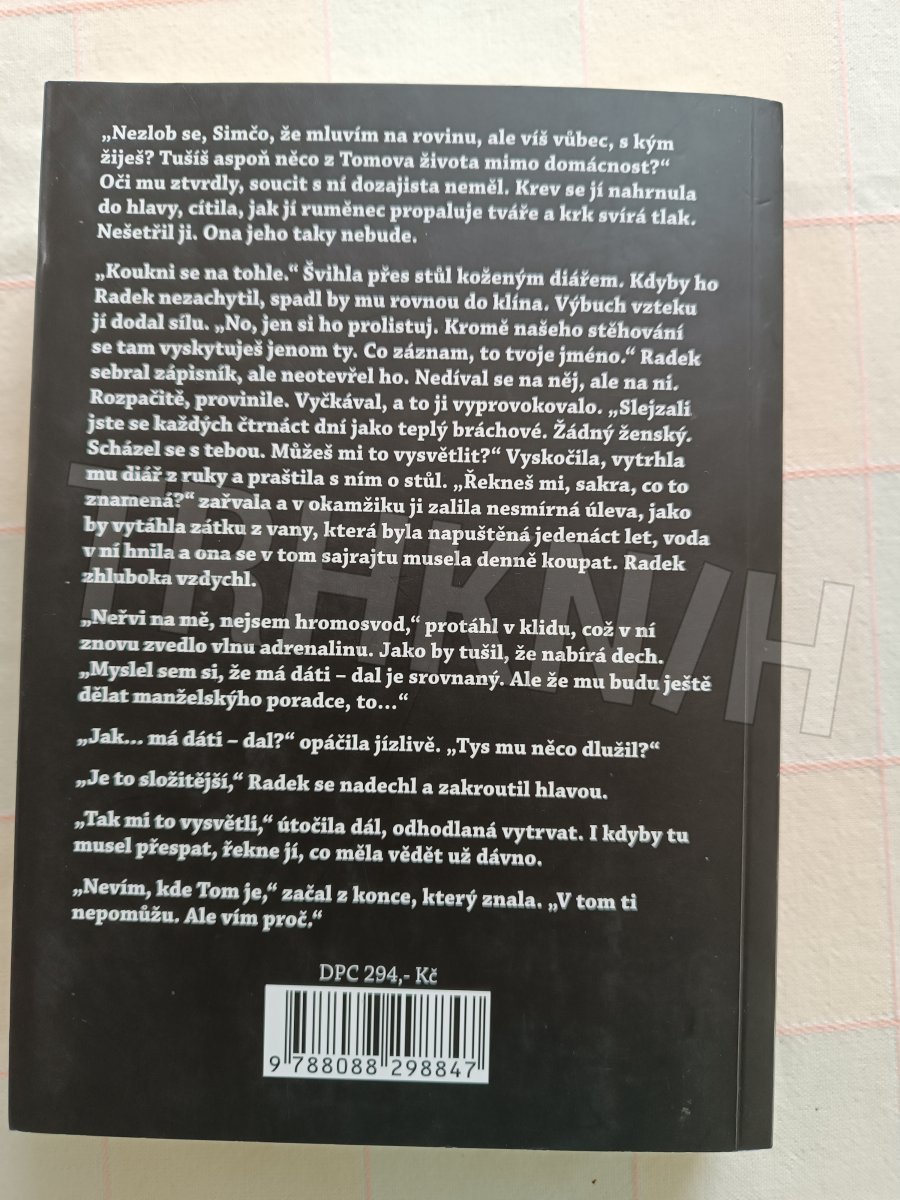 „Nezlob se, Simčo, že mluvím na rovinu, ale víš vůbec, s kým
žiješ? Tušíš aspoň něco z Tomova života mimo domácnost?“
Oči mu ztvrdly, soucit s ní dozajista neměl. Krev se jí nahrnula
do hlavy, cítila, jak jí ruměnec propaluje tváře a krk svírá tlak.
Nešetřil ji. Ona jeho taky nebude.
„Koukni se na tohle.“ Švihla přes stůl koženým diářem. Kdyby ho
Radek nezachytil, spadl by mu rovnou do klína. Výbuch vzteku
jí dodal sílu. „No, jen si ho prolistuj. Kromě našeho stěhování
se tam vyskytuješ jenom ty. Co záznam, to tvoje jméno.“ Radek
sebral zápisník, ale neotevřel ho. Nedíval se na něj, ale na ni.
Rozpačitě, provinile. Vyčkával, a to ji vyprovokovalo. „Slejzali
jste se každých čtrnáct dní jako teplý bráchové. Žádný ženský.
Scházel se s tebou. Můžeš mi to vysvětlit?“ Vyskočila, vytrhla
mu diář z ruky a praštila s ním o stůl. „Řekneš mi, sakra, co to
znamená?“ zařvala a v okamžiku ji zalila nesmírná úleva, jako
by vytáhla zátku z vany, která byla napuštěná jedenáct let, voda
v ní hnila a ona se v tom sajrajtu musela denně koupat. Radek
zhluboka vzdychl.
„Neřvi na mě, nejsem hromosvod,“ protáhl v klidu, což v ní
znovu zvedlo vlnu adrenalinu. Jako by tušil, že nabírá dech.
„Myslel sem si, že má dáti – dal je srovnaný. Ale že mu budu ještě
dělat manželskýho poradce, to...“
„Jak... má dáti – dal?“ opáčila jízlivě. „Tys mu něco dlužil?“
„Je to složitější,“ Radek se nadechl a zakroutil hlavou.
„Tak mi to vysvětli,“ útočila dál, odhodlaná vytrvat. I kdyby tu
musel přespat, řekne jí, co měla vědět už dávno.
„Nevím, kde Tom je,“ začal z konce, který znala. „V tom ti
nepomůžu. Ale vím proč.“
DPC 294,- Kč
9 788088 298847
TRHKNIH